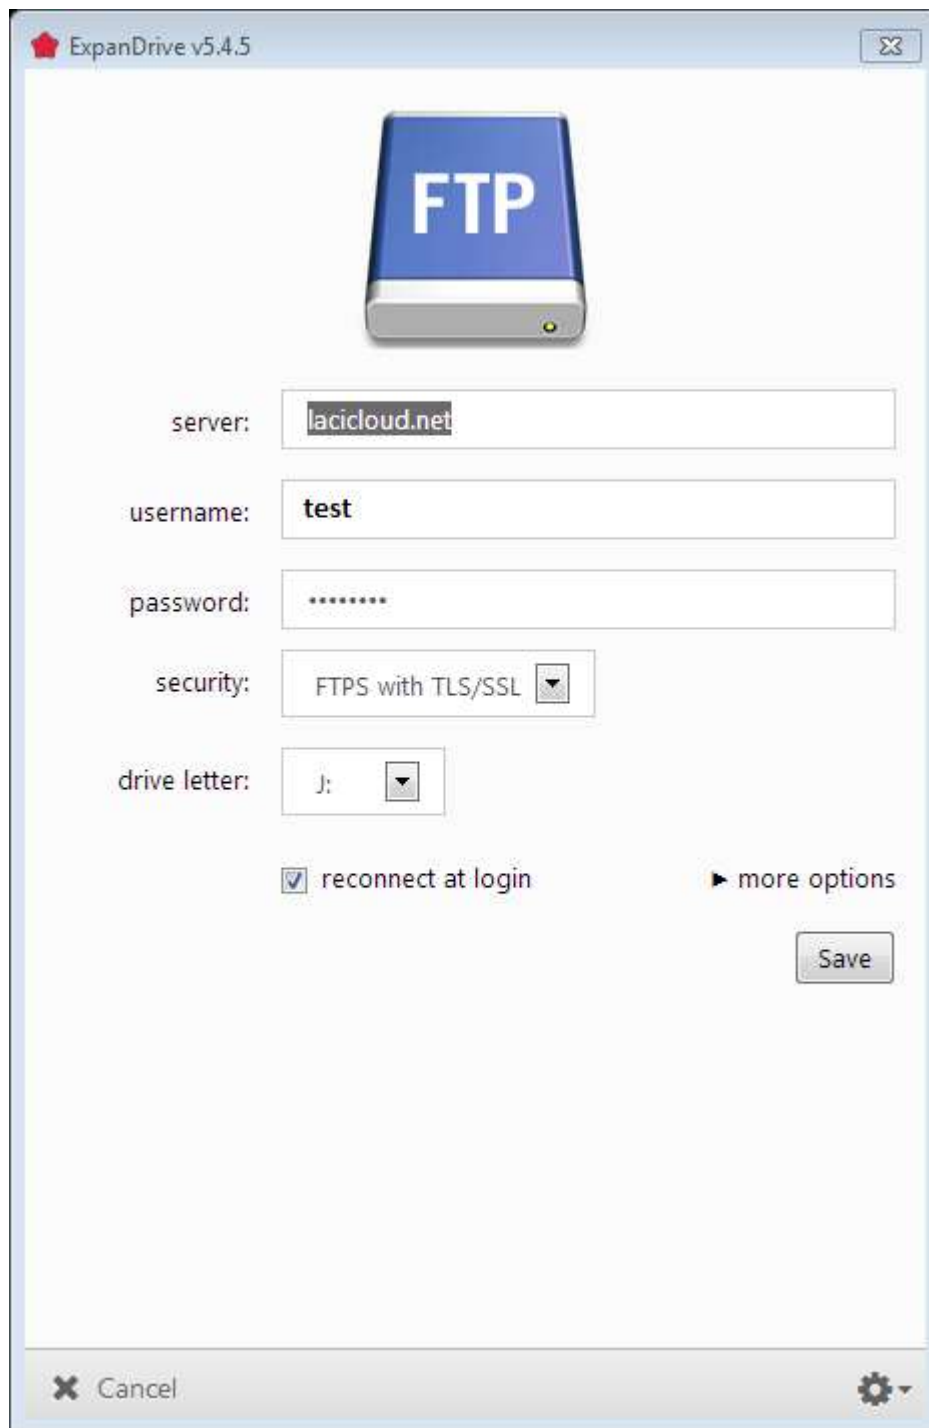 ExpanDrive v5.4.5
FTP
server: lacicloud.net
username: test
password: ••••••••
security: FTPS with TLS/SSL
drive letter: J:
reconnect at login
more options
Save
Cancel